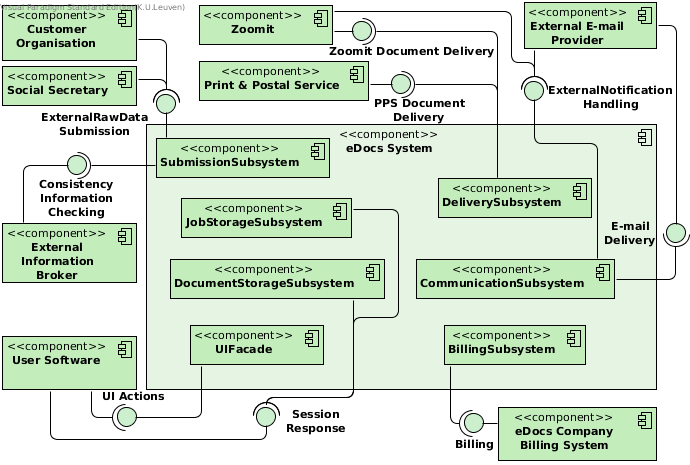 Visual Paradigm Standard Edition(K.U.Leuven)
<<component>>
Customer
Organisation
<<component>>
Social Secretary
<<component>>
Zoomit
<<component>>
Print & Postal Service
<<component>>
External E-mail
Provider
Zoomit Document Delivery
PPS Document
Delivery
ExternalNotification
Handling
ExternalRawData
Submission
<<component>>
eDocs System
<<component>>
SubmissionSubsystem
Consistency
Information
Checking
<<component>>
DeliverySubsystem
<<component>>
JobStorageSubsystem
E-mail
Delivery
<<component>>
External
Information
Broker
<<component>>
DocumentStorageSubsystem
<<component>>
CommunicationSubsystem
<<component>>
User Software
<<component>>
UIFacade
<<component>>
BillingSubsystem
UI Actions
Session
Response
Billing
<<component>>
eDocs Company
Billing System